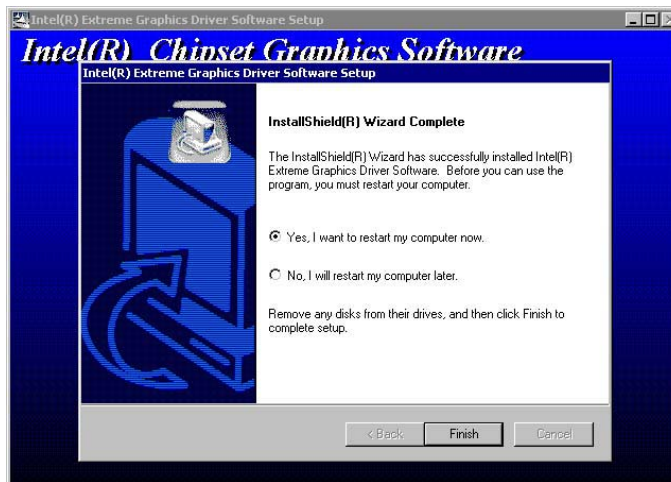 Intel(R) Extreme Graphics Driver Software Setup
Intel(R) Chipset Graphics Software
Intel(R) Extreme Graphics Driver Software Setup
InstallShield(R) Wizard Complete
The InstallShield(R) Wizard has successfully installed Intel(R)
Extreme Graphics Driver Software. Before you can use the
program, you must restart your computer.
Yes, I want to restart my computer now.
No, I will restart my computer later.
Remove any disks from their drives, and then click Finish to
complete setup.
< Back
Finish
Cancel